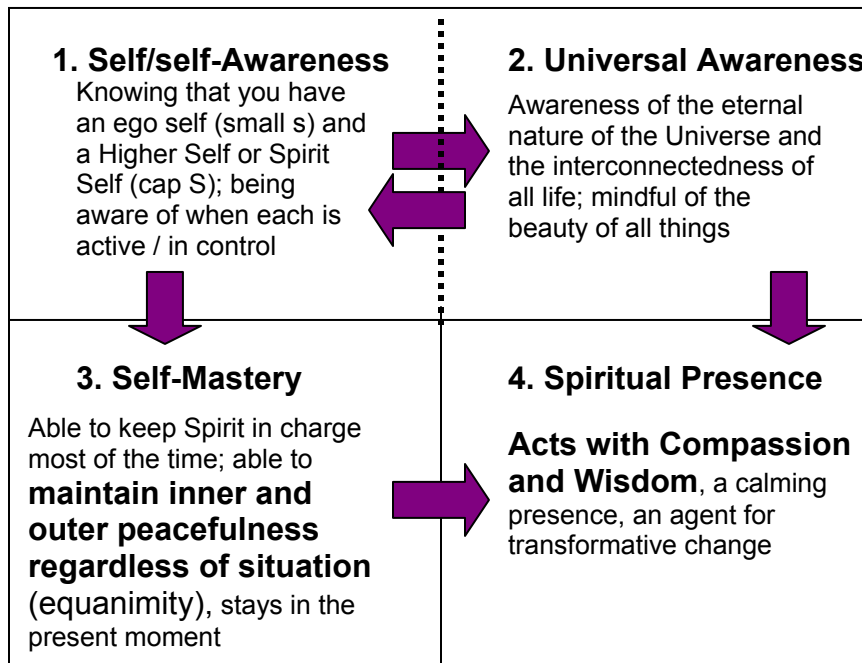 1. Self/self-Awareness
Knowing that you have
an ego self (small s) and
a Higher Self or Spirit
Self (cap S); being
aware of when each is
active / in control
2. Universal Awareness
Awareness of the eternal
nature of the Universe and
the interconnectedness of
all life; mindful of the
beauty of all things
3. Self-Mastery
Able to keep Spirit in charge
most of the time; able to
maintain inner and
outer peacefulness
regardless of situation
(equanimity), stays in the
present moment
4. Spiritual Presence
Acts with Compassion
and Wisdom, a calming
presence, an agent for
transformative change